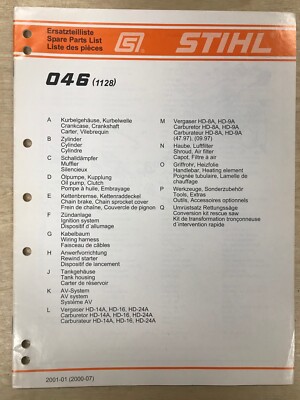 Ersatzteilliste
Spare Parts List
Liste des pièces
STIHL
046 (1128)
A Kurbelgehäuse, Kurbelwelle
Crankcase, Crankshaft
Carter, Vilebrequin
B Zylinder
Cylinder
Cylindre
C Schalldämpfer
Muffler
Silencieux
D Ölpumpe, Kupplung
Oil pump, Clutch
Pompe à huile, Embrayage
E Kettenbremse, Kettenraddeckel
Chain brake, Chain sprocket cover
Frein de chaîne, Couvercle de pignon
F Zündanlage
Ignition system
Dispositif d'allumage
G Kabelbaum
Wiring harness
Faisceau de câbles
H Anwerfvorrichtung
Rewind starter
Dispositif de lancement
J Tankgehäuse
Tank housing
Carter de réservoir
K AV-System
AV system
Système AV
L Vergaser HD-14A, HD-16, HD-24A
Carburetor HD-14A, HD-16, HD-24A
Carburateur HD-14A, HD-16, HD-24A
M Vergaser HD-8A, HD-9A
Carburetor HD-8A, HD-9A
Carburateur HD-8A, HD-9A
(47.97), (09.97)
N Haube, Luftfilter
Shroud, Air filter
Capot, Filtre à air
O Griffrohr, Heizfolie
Handlebar, Heating element
Poignée tubulaire, Lamelle de
chauffage
P Werkzeuge, Sonderzubehör
Tools, Extras
Outils, Accessoires optionnels
Q Umrüstsatz Rettungssäge
Conversion kit rescue saw
Kit de transformation tronçonneuse
d'intervention rapide
2001-01 (2000-07)